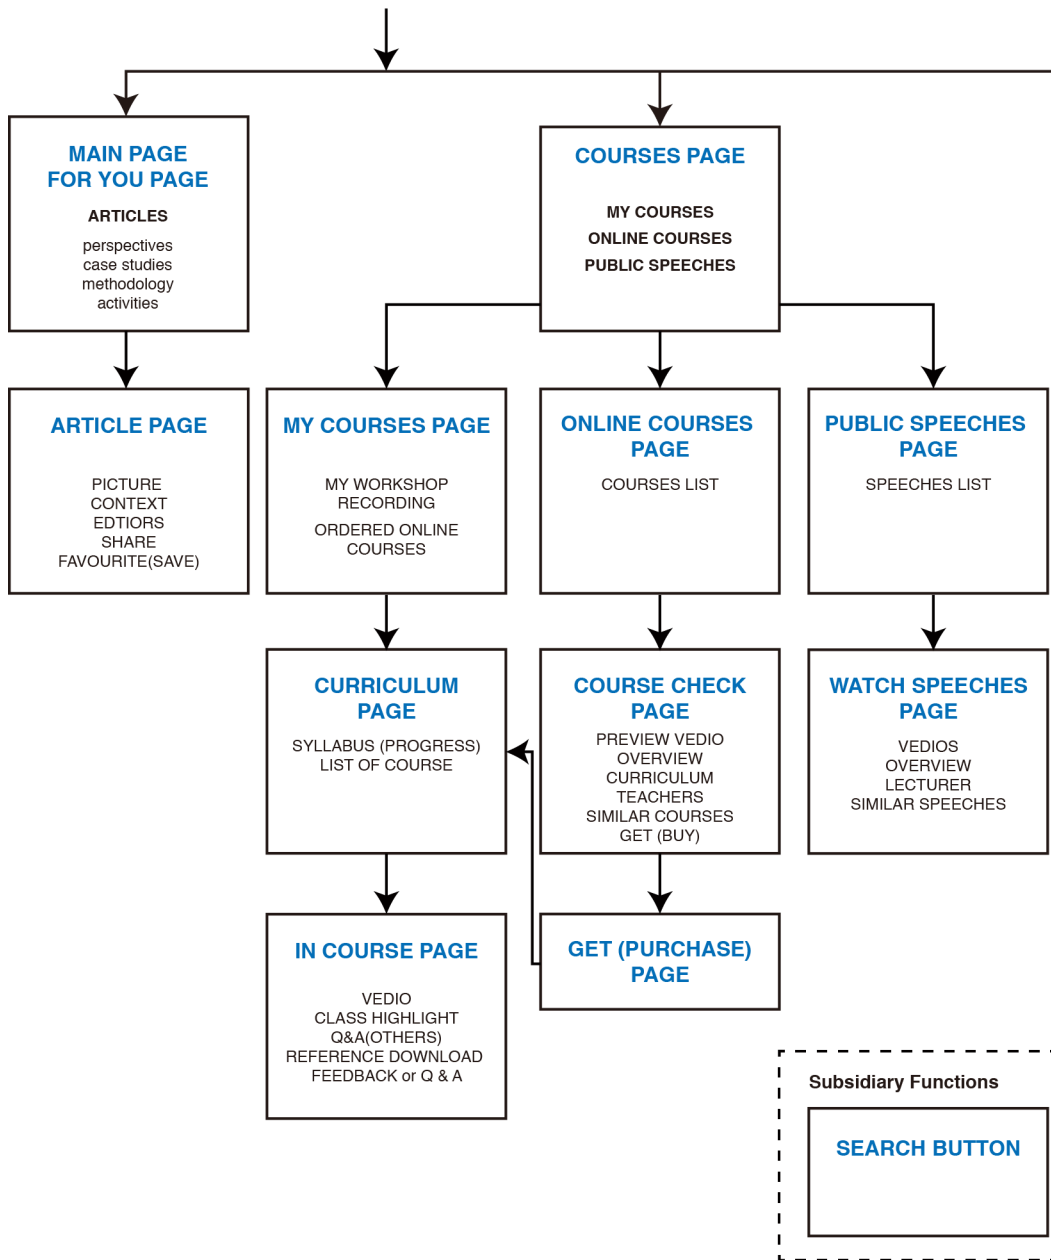 MAIN PAGE
FOR YOU PAGE
ARTICLES
perspectives
case studies
methodology
activities
COURSES PAGE
MY COURSES
ONLINE COURSES
PUBLIC SPEECHES
ARTICLE PAGE
PICTURE
CONTEXT
EDTIORS
SHARE
FAVOURITE(SAVE)
MY COURSES PAGE
MY WORKSHOP
RECORDING
ORDERED ONLINE
COURSES
ONLINE COURSES
PAGE
COURSES LIST
PUBLIC SPEECHES
PAGE
SPEECHES LIST
CURRICULUM
PAGE
SYLLABUS (PROGRESS)
LIST OF COURSE
COURSE CHECK
PAGE
PREVIEW VEDIO
OVERVIEW
CURRICULUM
TEACHERS
SIMILAR COURSES
GET (BUY)
WATCH SPEECHES
PAGE
VEDIOS
OVERVIEW
LECTURER
SIMILAR SPEECHES
IN COURSE PAGE
VEDIO
CLASS HIGHLIGHT
Q&A(OTHERS)
REFERENCE DOWNLOAD
FEEDBACK or Q & A
GET (PURCHASE)
PAGE
Subsidiary Functions
SEARCH BUTTON